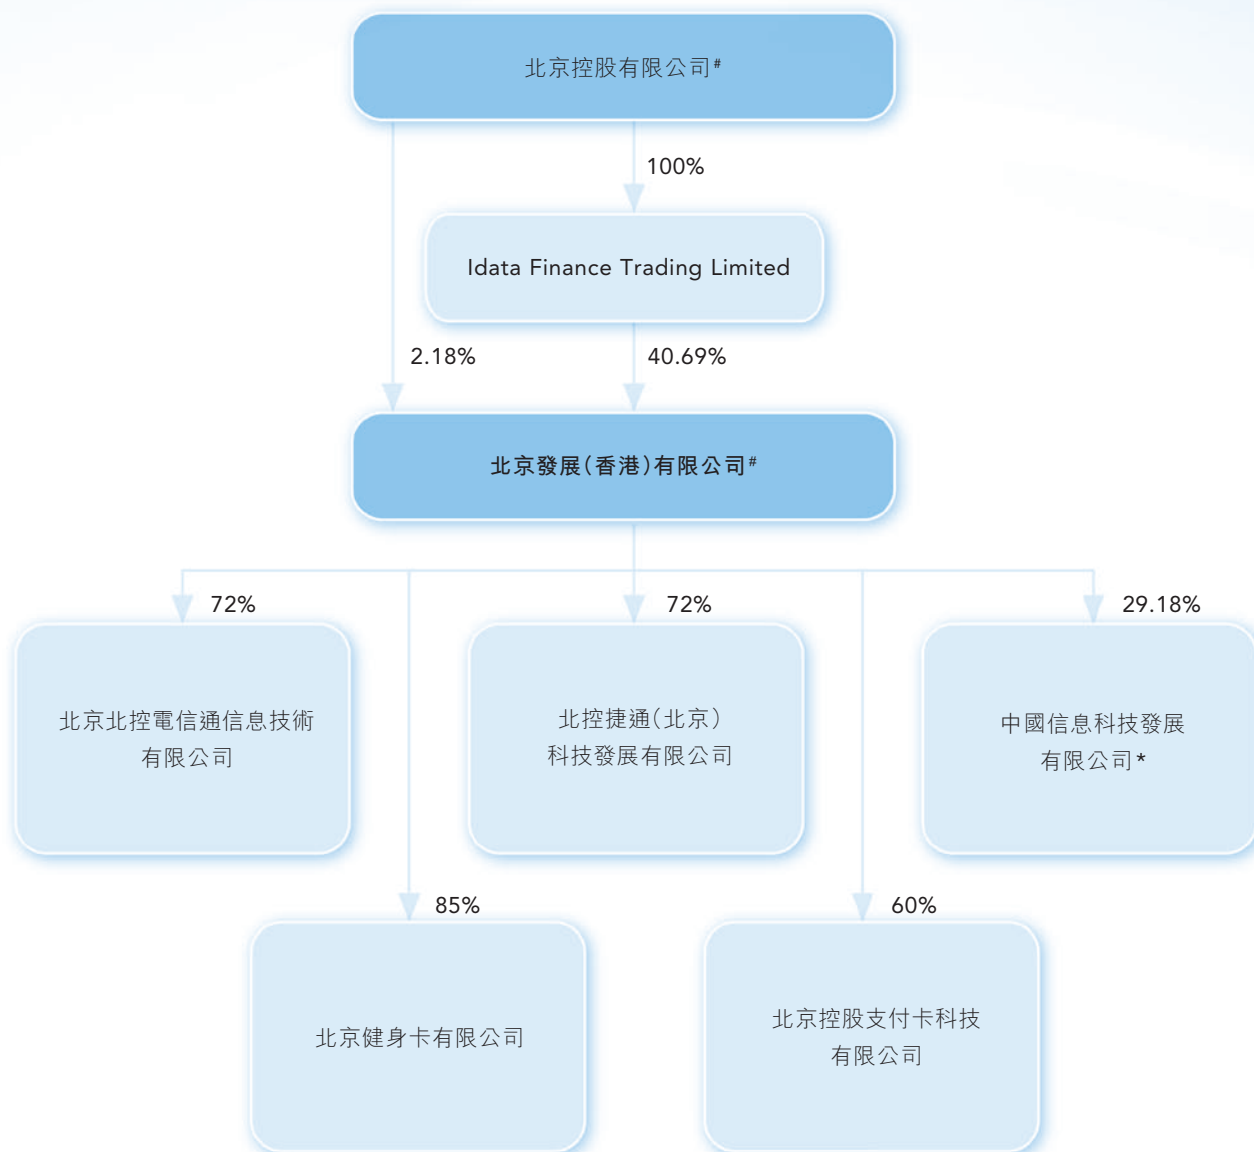 北京控股有限公司#
100%
Idata Finance Trading Limited
2.18%
40.69%
北京發展(香港)有限公司#
72%
72%
29.18%
北京北控電信通信息技術
有限公司
北控捷通(北京)
科技發展有限公司
中國信息科技發展
有限公司*
85%
60%
北京健身卡有限公司
北京控股支付卡科技
有限公司